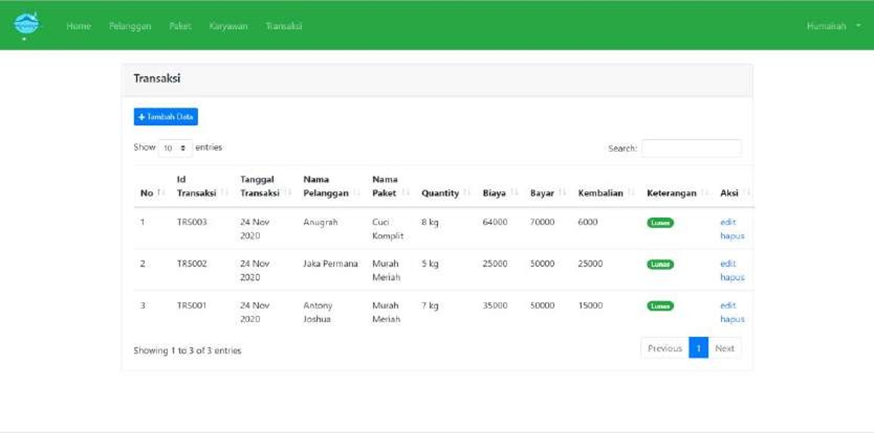 Home Pelanggan Paket Karyawan Transaksi Humairah
Transaksi
+ Tambah Data
Show 10 entries Search:
No Id Transaksi Tanggal Transaksi Nama Pelanggan Nama Paket Quantity Biaya Bayar Kembalian Keterangan Aksi
1 TRS003 24 Nov 2020 Anugrah Cuci Komplit 8 kg 64000 70000 6000 Lunas edit hapus
2 TRS002 24 Nov 2020 Jaka Permana Murah Meriah 5 kg 25000 50000 25000 Lunas edit hapus
3 TRS001 24 Nov 2020 Antony Joshua Murah Meriah 7 kg 35000 50000 15000 Lunas edit hapus
Showing 1 to 3 of 3 entries Previous 1 Next